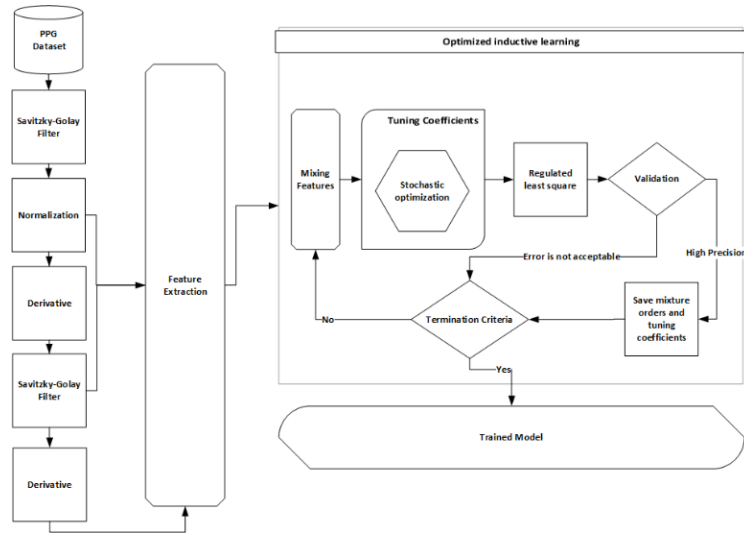 PPG
Dataset
Savitzky-Golay
Filter
Normalization
Derivative
Savitzky-Golay
Filter
Derivative
Feature
Extraction
Optimized inductive learning
Mixing
Features
Tuning Coefficients
Stochastic
optimization
Regulated
least square
Validation
Error is not acceptable
High Precision
Save mixture
orders and
tuning
coefficients
Termination Criteria
No
Yes
Trained Model